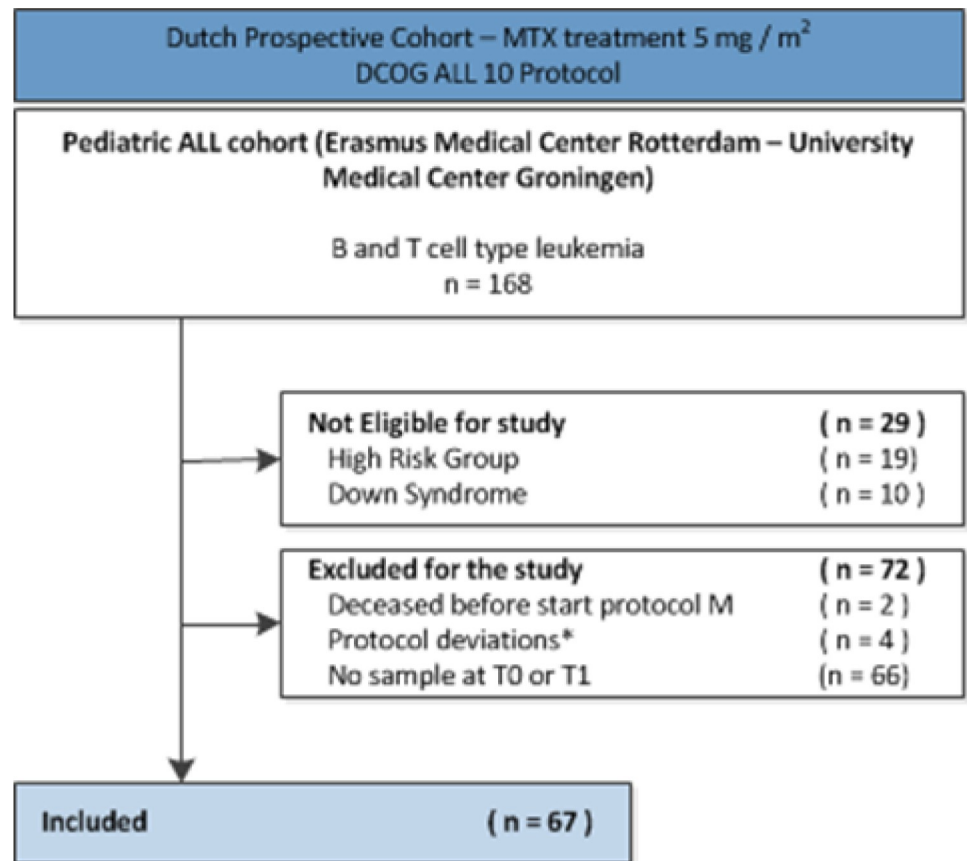 Dutch Prospective Cohort – MTX treatment 5 mg / m²
DCOG ALL 10 Protocol
Pediatric ALL cohort (Erasmus Medical Center Rotterdam – University
Medical Center Groningen)
B and T cell type leukemia
n = 168
Not Eligible for study ( n = 29 )
High Risk Group ( n = 19)
Down Syndrome ( n = 10 )
Excluded for the study ( n = 72 )
Deceased before start protocol M ( n = 2 )
Protocol deviations* ( n = 4 )
No sample at T0 or T1 (n = 66)
Included ( n = 67 )